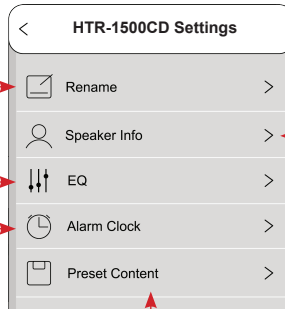 HTR-1500CD Settings
Rename
Speaker Info
EQ
Alarm Clock
Preset Content